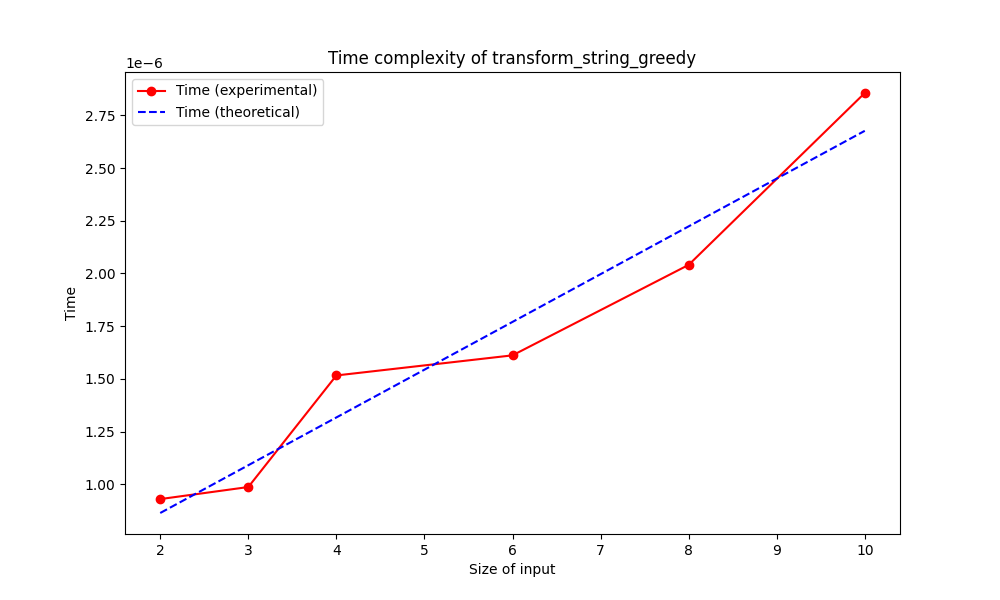 Time complexity of transform_string_greedy
1e−6
Time (experimental)
Time (theoretical)
2.75
2.50
2.25
2.00
1.75
1.50
1.25
1.00
Time
2 3 4 5 6 7 8 9 10
Size of input